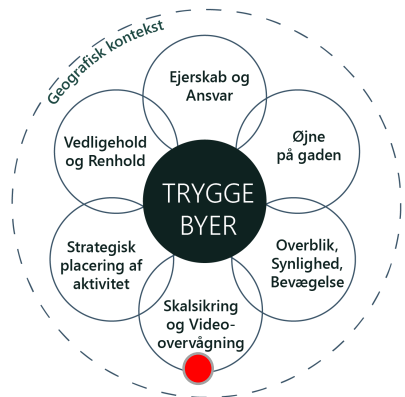 Geografisk kontekst
Ejerskab og
Ansvar
Øjne
på gaden
Vedligehold
og Renhold
TRYGGE
BYER
Overblik,
Synlighed,
Bevægelse
Strategisk
placering af
aktivitet
Skalsikring
og Video-
overvågning